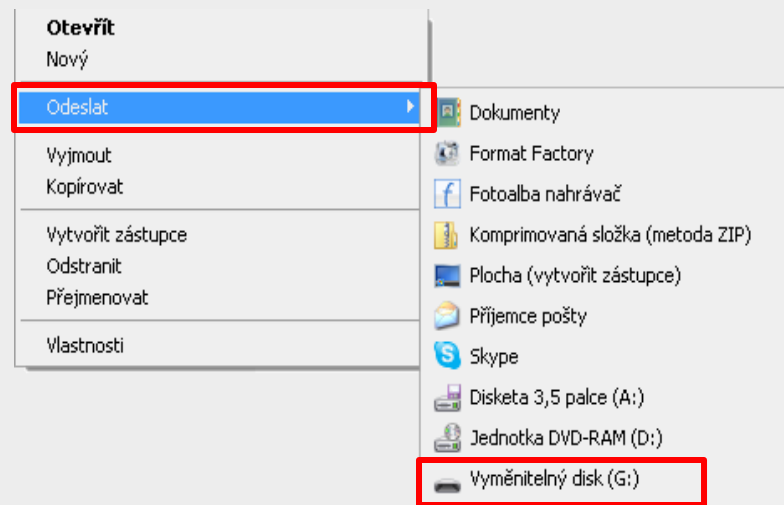 Otevřít
Nový
Odeslat
Vyjmout
Kopírovat
Vytvořit zástupce
Odstranit
Přejmenovat
Vlastnosti
Dokumenty
Format Factory
Fotoalba nahrávač
Komprimovaná složka (metoda ZIP)
Plocha (vytvořit zástupce)
Příjemce pošty
Skype
Disketa 3,5 palce (A:)
Jednotka DVD-RAM (D:)
Vyměnitelný disk (G:)